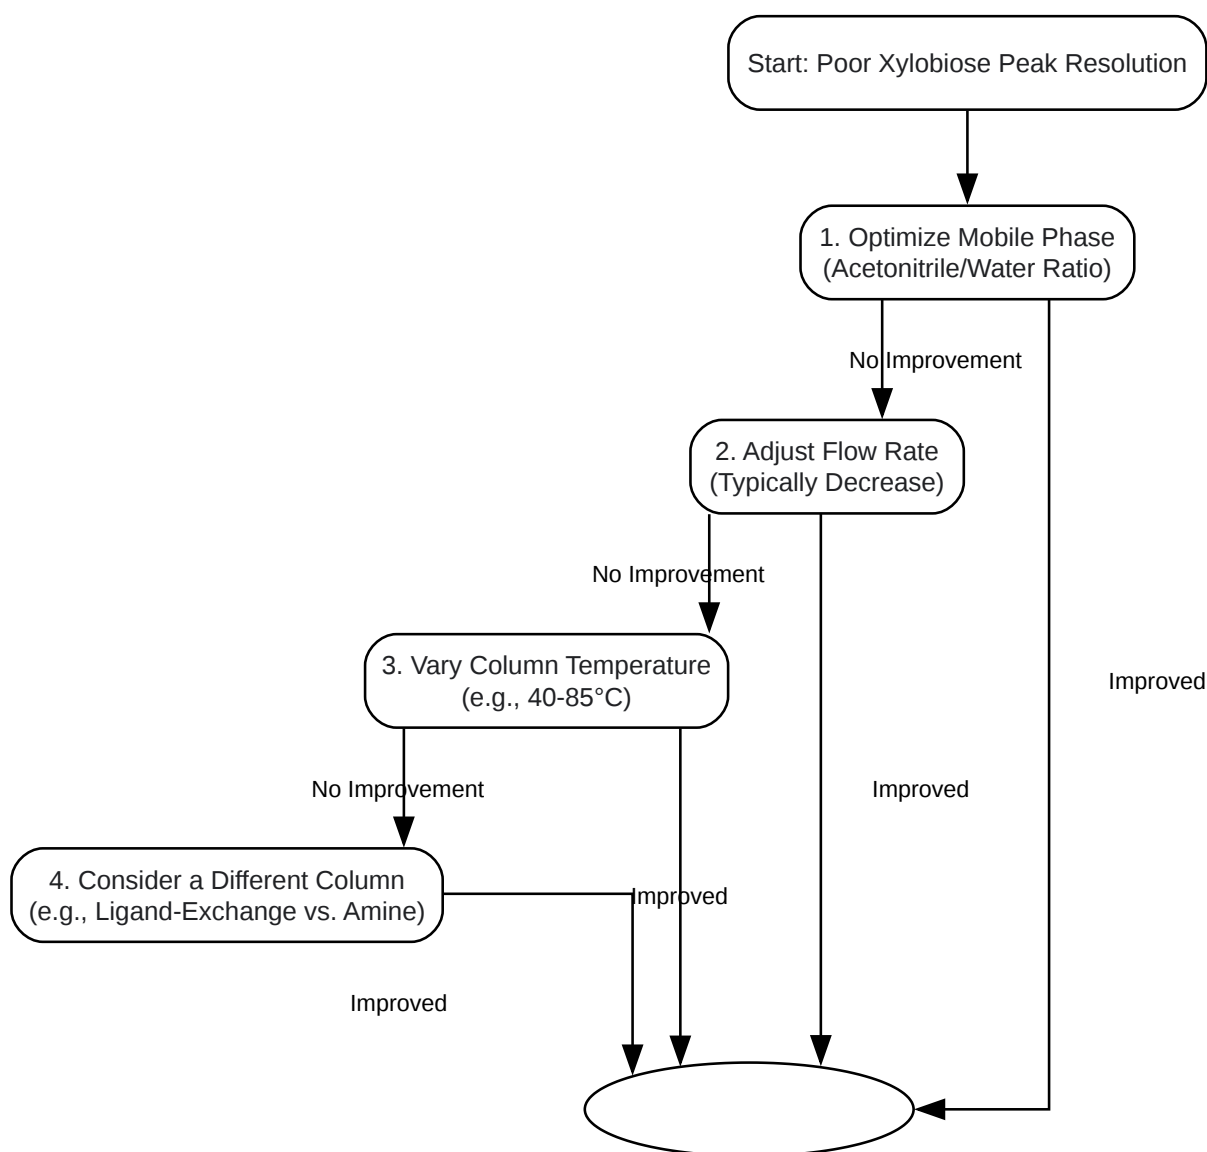 Start: Poor Xylobiose Peak Resolution
1. Optimize Mobile Phase
(Acetonitrile/Water Ratio)
No Improvement
2. Adjust Flow Rate
(Typically Decrease)
No Improvement
3. Vary Column Temperature
(e.g., 40-85°C)
Improved
No Improvement
Improved
4. Consider a Different Column
(e.g., Ligand-Exchange vs. Amine)
Improved
Improved